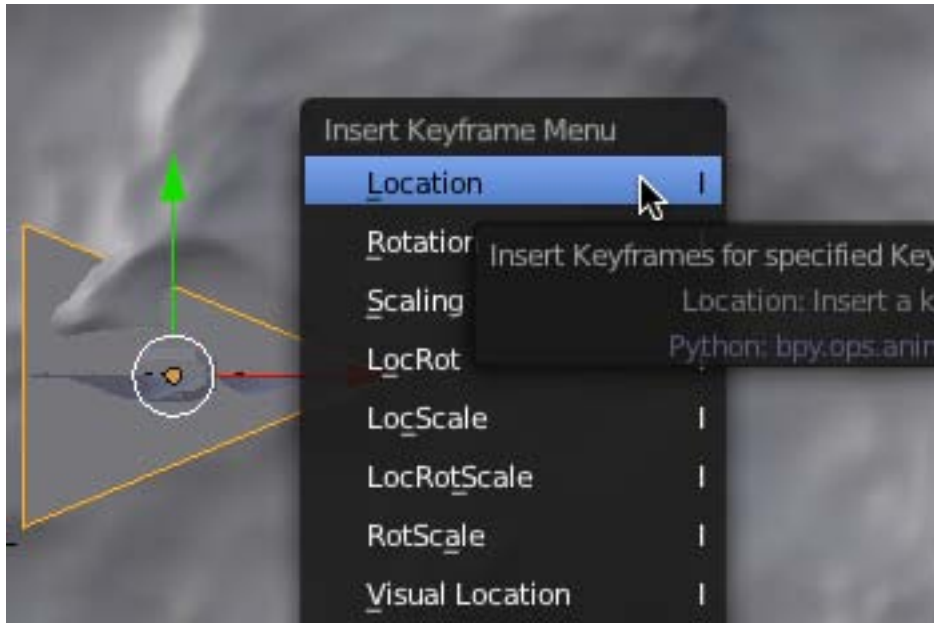 Insert Keyframe Menu
Location I
Rotation
Insert Keyframes for specified Key
Scaling
Location: Insert a k
LocRot
Python: bpy.ops.anim
LocScale I
LocRotScale I
RotScale I
Visual Location I